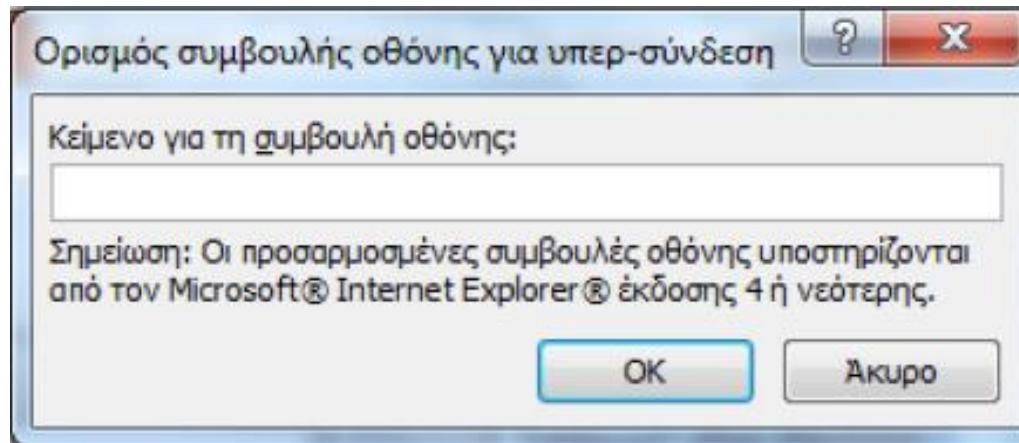 Ορισμός συμβουλής οθόνης για υπερ-σύνδεση
?
Κείμενο για τη συμβουλή οθόνης:
Σημείωση: Οι προσαρμοσμένες συμβουλές οθόνης υποστηρίζονται
από τον Microsoft® Internet Explorer® έκδοσης 4 ή νεότερης.
OK Άκυρο